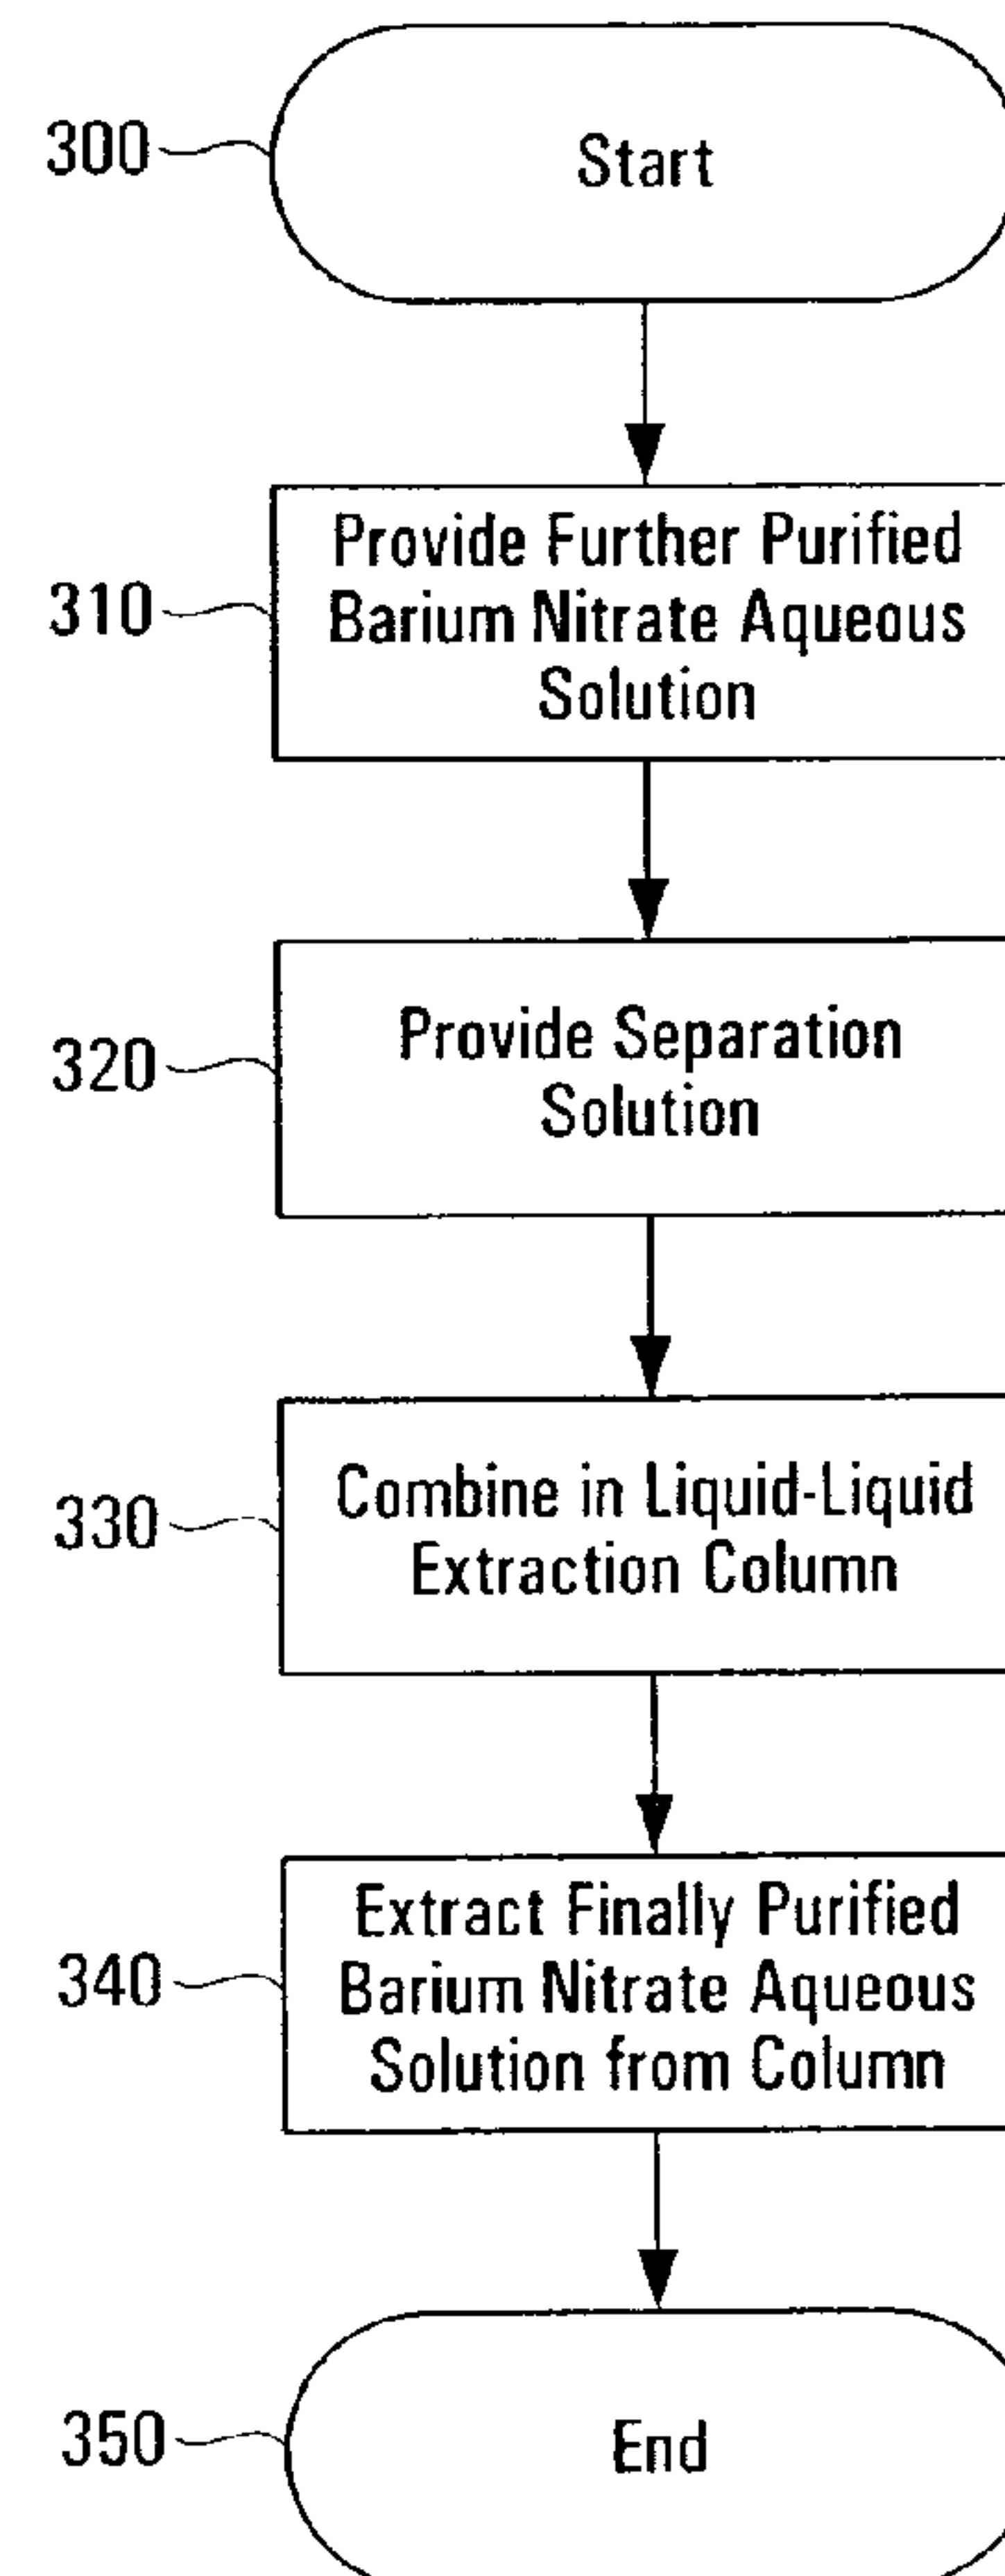 300
Start
310
Provide Further Purified
Barium Nitrate Aqueous
Solution
320
Provide Separation
Solution
330
Combine in Liquid-Liquid
Extraction Column
340
Extract Finally Purified
Barium Nitrate Aqueous
Solution from Column
350
End